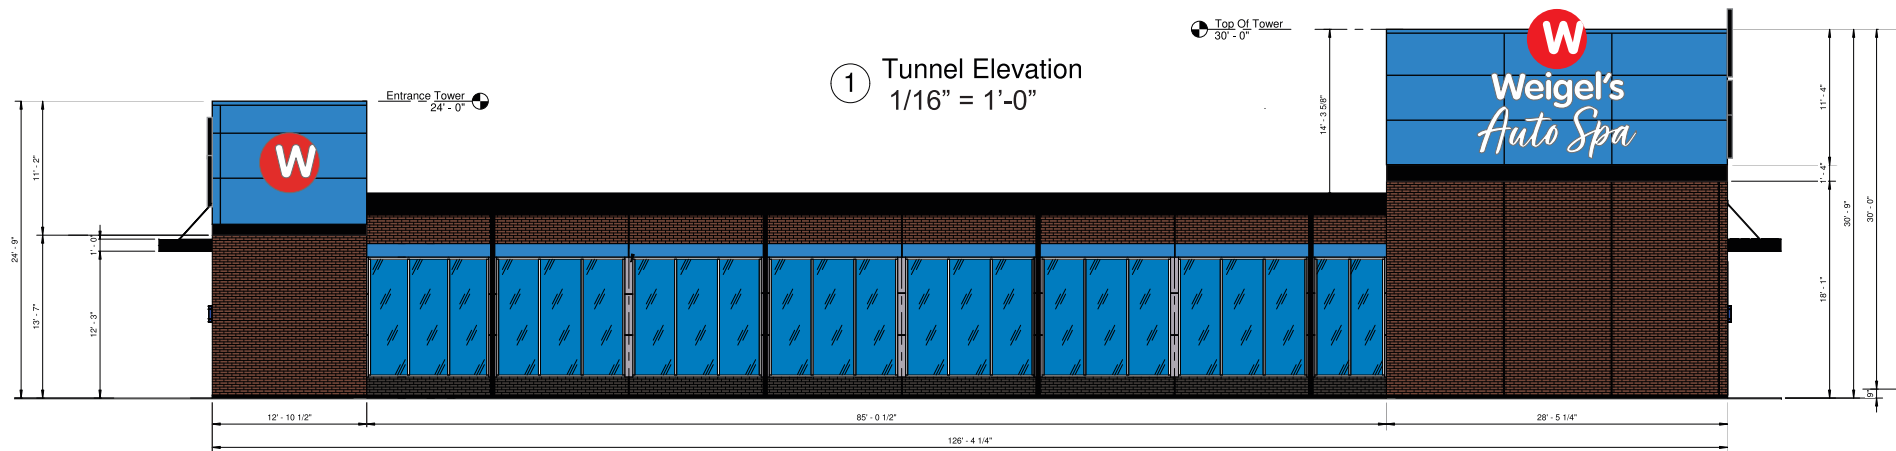 Top Of Tower
30' - 0"
1
Tunnel Elevation
1/16” = 1’-0”
Entrance Tower
24' - 0"
W
Weigel's
Auto Spa
W
24' - 9"
11' - 2"
13' - 7"
1' - 0"
12' - 3"
14' - 3 5/8"
11' - 4"
1' - 4"
18' - 1"
30' - 9"
30' - 0"
9"
12' - 10 1/2"
85' - 0 1/2"
28' - 5 1/4"
126' - 4 1/4"